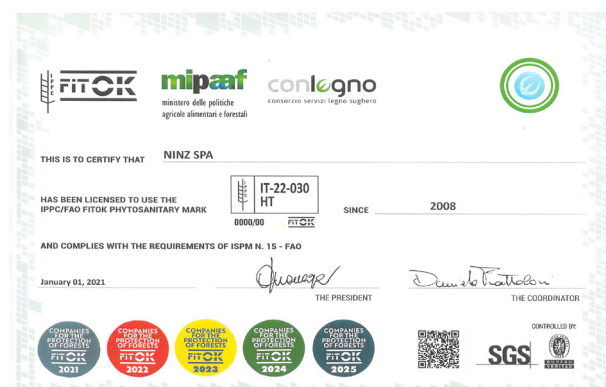 IPPC FITOK
mipaaf
ministero delle politiche
agricole alimentari e forestali
conlegno
consorzio servizi legno sughero
THIS IS TO CERTIFY THAT NINZ SPA
HAS BEEN LICENSED TO USE THE
IPPC/FAO FITOK PHYTOSANITARY MARK
IT-22-030
HT
0000/00 FITOK
SINCE 2008
AND COMPLIES WITH THE REQUIREMENTS OF ISPM N. 15 - FAO
January 01, 2021
THE PRESIDENT
THE COORDINATOR
COMPANIES
FOR THE
PROTECTION
OF FORESTS
FITOK
2021
COMPANIES
FOR THE
PROTECTION
OF FORESTS
FITOK
2022
COMPANIES
FOR THE
PROTECTION
OF FORESTS
FITOK
2023
COMPANIES
FOR THE
PROTECTION
OF FORESTS
FITOK
2024
COMPANIES
FOR THE
PROTECTION
OF FORESTS
FITOK
2025
CONTROLLED BY:
SGS
BUREAU
VERITAS